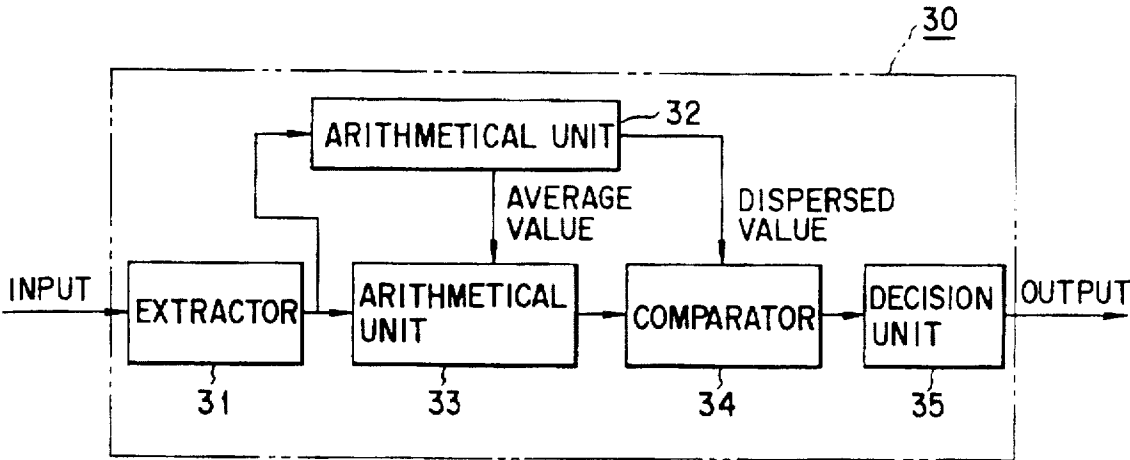 30
32
ARITHMETICAL UNIT
AVERAGE
VALUE
DISPERSED
VALUE
INPUT
EXTRACTOR
ARITHMETICAL
UNIT
COMPARATOR
DECISION
UNIT
OUTPUT
31
33
34
35